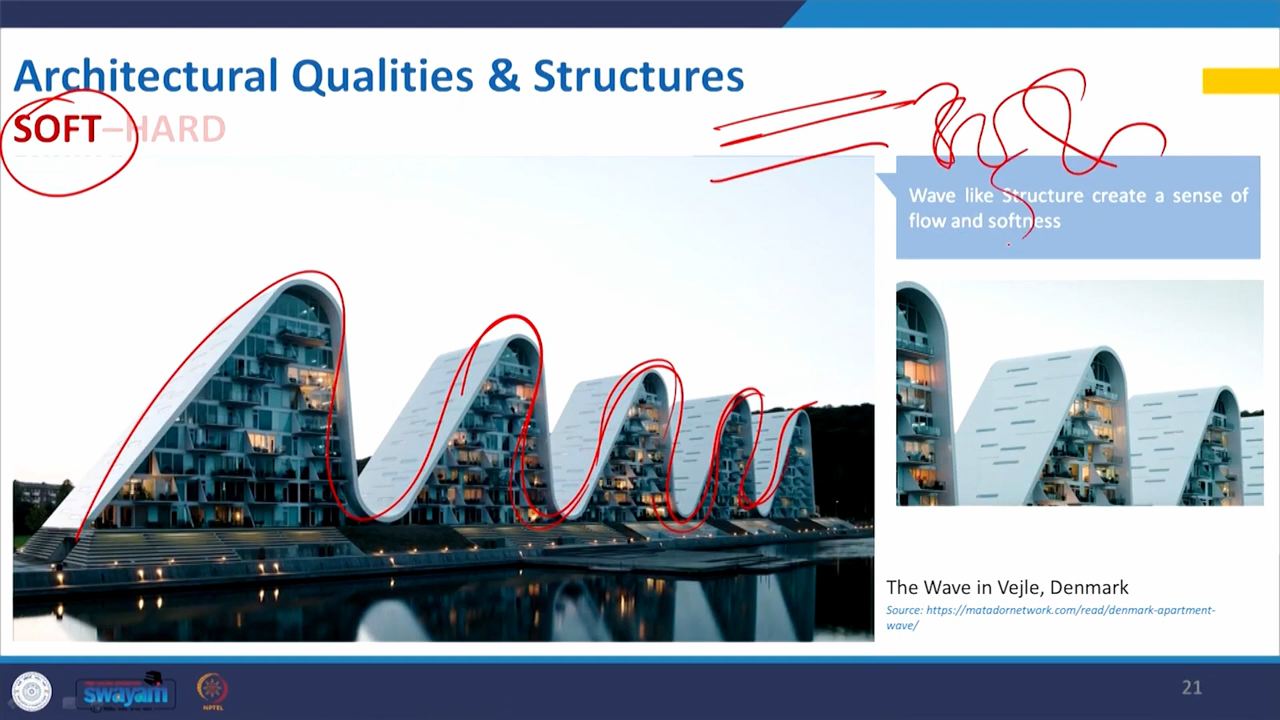 Architectural Qualities & Structures
SOFT–HARD
Wave like Structure create a sense of
flow and softness
The Wave in Vejle, Denmark
Source: https://matadornetwork.com/read/denmark-apartment-
wave/
swayam
NPTEL
21